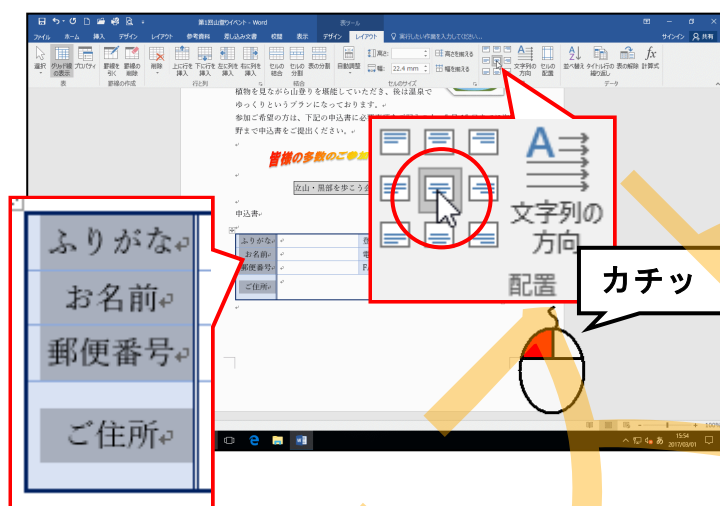 第1回山登りイベント - Word
表ツール
ファイル ホーム 挿入 デザイン レイアウト 参考資料 差し込み文書 校閲 表示 デザイン レイアウト 実行したい作業を入力してください... サインイン 共有
選択 グリッド線の表示 プロパティ 罫線を引く 罫線の削除 削除 上に行を挿入 下に行を挿入 左に列を挿入 右に列を挿入 セルの結合 セルの分割 表の分割 自動調整
高さ: 高さを揃える
幅: 22.4 mm 幅を揃える
文字列の方向 セルの配置 並べ替え タイトル行の繰り返し 表の解除 計算式
表 罫線の作成 行と列 結合 セルのサイズ データ
植物を見ながら山登りを堪能していただき、後は温泉で
ゆっくりというプランになっております。
参加ご希望の方は、下記の申込書に必
野まで申込書をご提出ください。
皆様の多数のご参
立山・黒部を歩こう会
申込書
ふりがな
お名前
郵便番号
ご住所
文字列の
方向
配置
カチッ
ふりがな
お名前
郵便番号
ご住所
100%
あ
15:54
2017/03/01